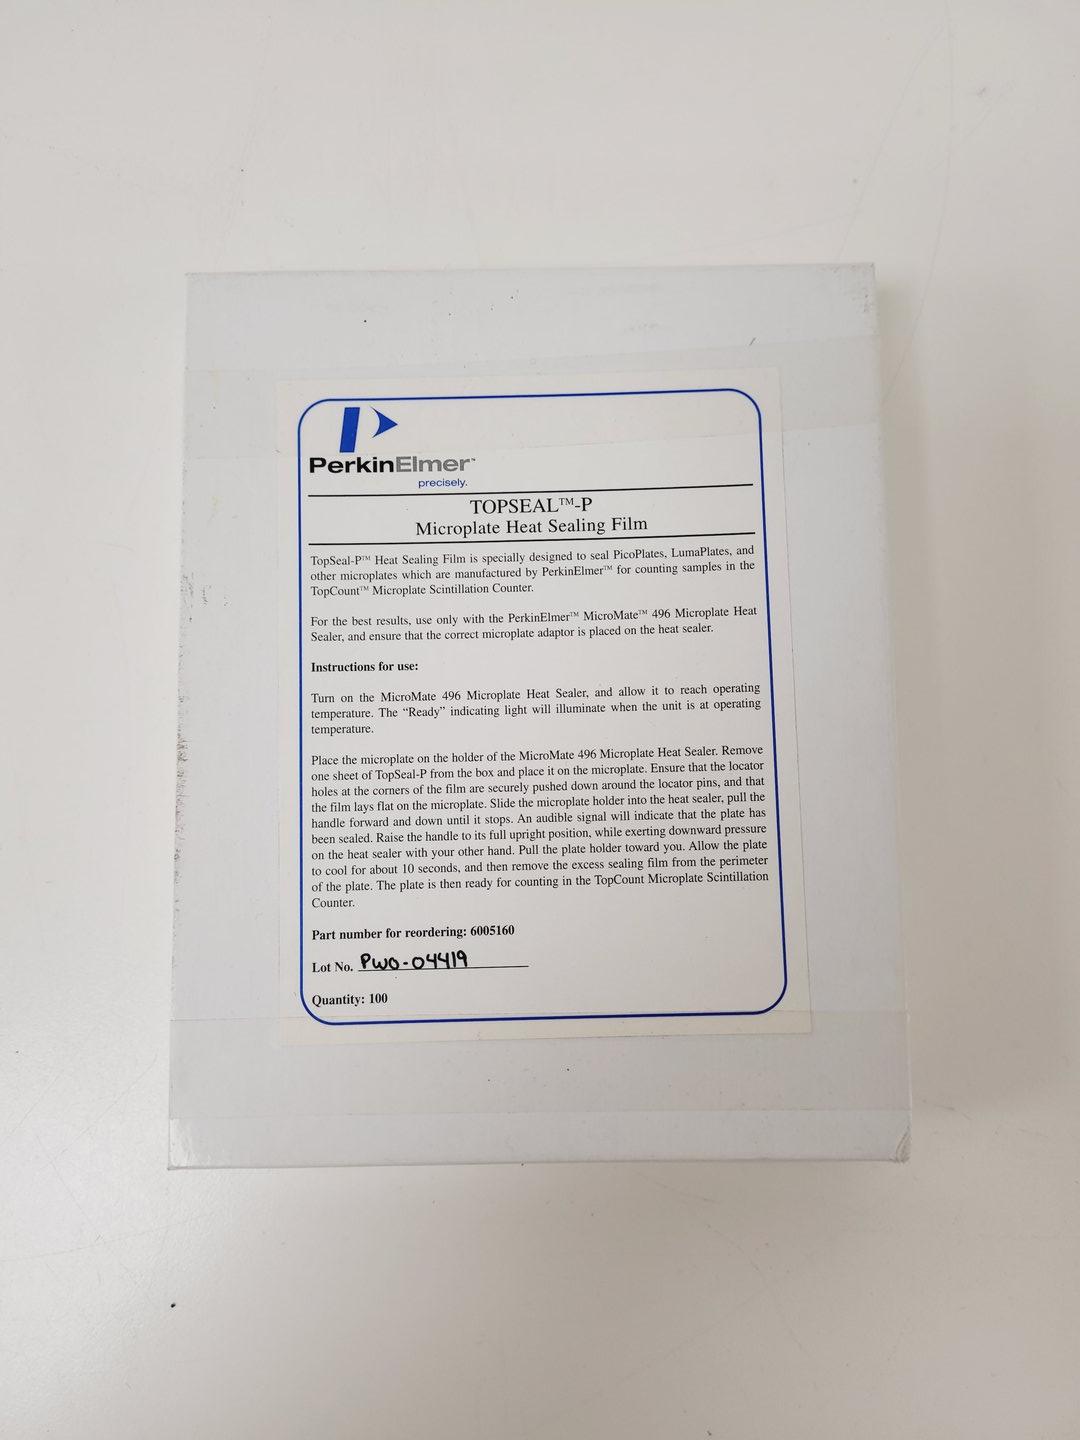 PerkinElmer™
precisely.
TOPSEAL™-P
Microplate Heat Sealing Film
TopSeal-P™ Heat Sealing Film is specially designed to seal PicoPlates, LumaPlates, and
other microplates which are manufactured by PerkinElmer™ for counting samples in the
TopCount™ Microplate Scintillation Counter.
For the best results, use only with the PerkinElmer™ MicroMate™ 496 Microplate Heat
Sealer, and ensure that the correct microplate adaptor is placed on the heat sealer.
Instructions for use:
Turn on the MicroMate 496 Microplate Heat Sealer, and allow it to reach operating
temperature. The “Ready” indicating light will illuminate when the unit is at operating
temperature.
Place the microplate on the holder of the MicroMate 496 Microplate Heat Sealer. Remove
one sheet of TopSeal-P from the box and place it on the microplate. Ensure that the locator
holes at the corners of the film are securely pushed down around the locator pins, and that
the film lays flat on the microplate. Slide the microplate holder into the heat sealer, pull the
handle forward and down until it stops. An audible signal will indicate that the plate has
been sealed. Raise the handle to its full upright position, while exerting downward pressure
on the heat sealer with your other hand. Pull the plate holder toward you. Allow the plate
to cool for about 10 seconds, and then remove the excess sealing film from the perimeter
of the plate. The plate is then ready for counting in the TopCount Microplate Scintillation
Counter.
Part number for reordering: 6005160
Lot No. PWO-04419
Quantity: 100